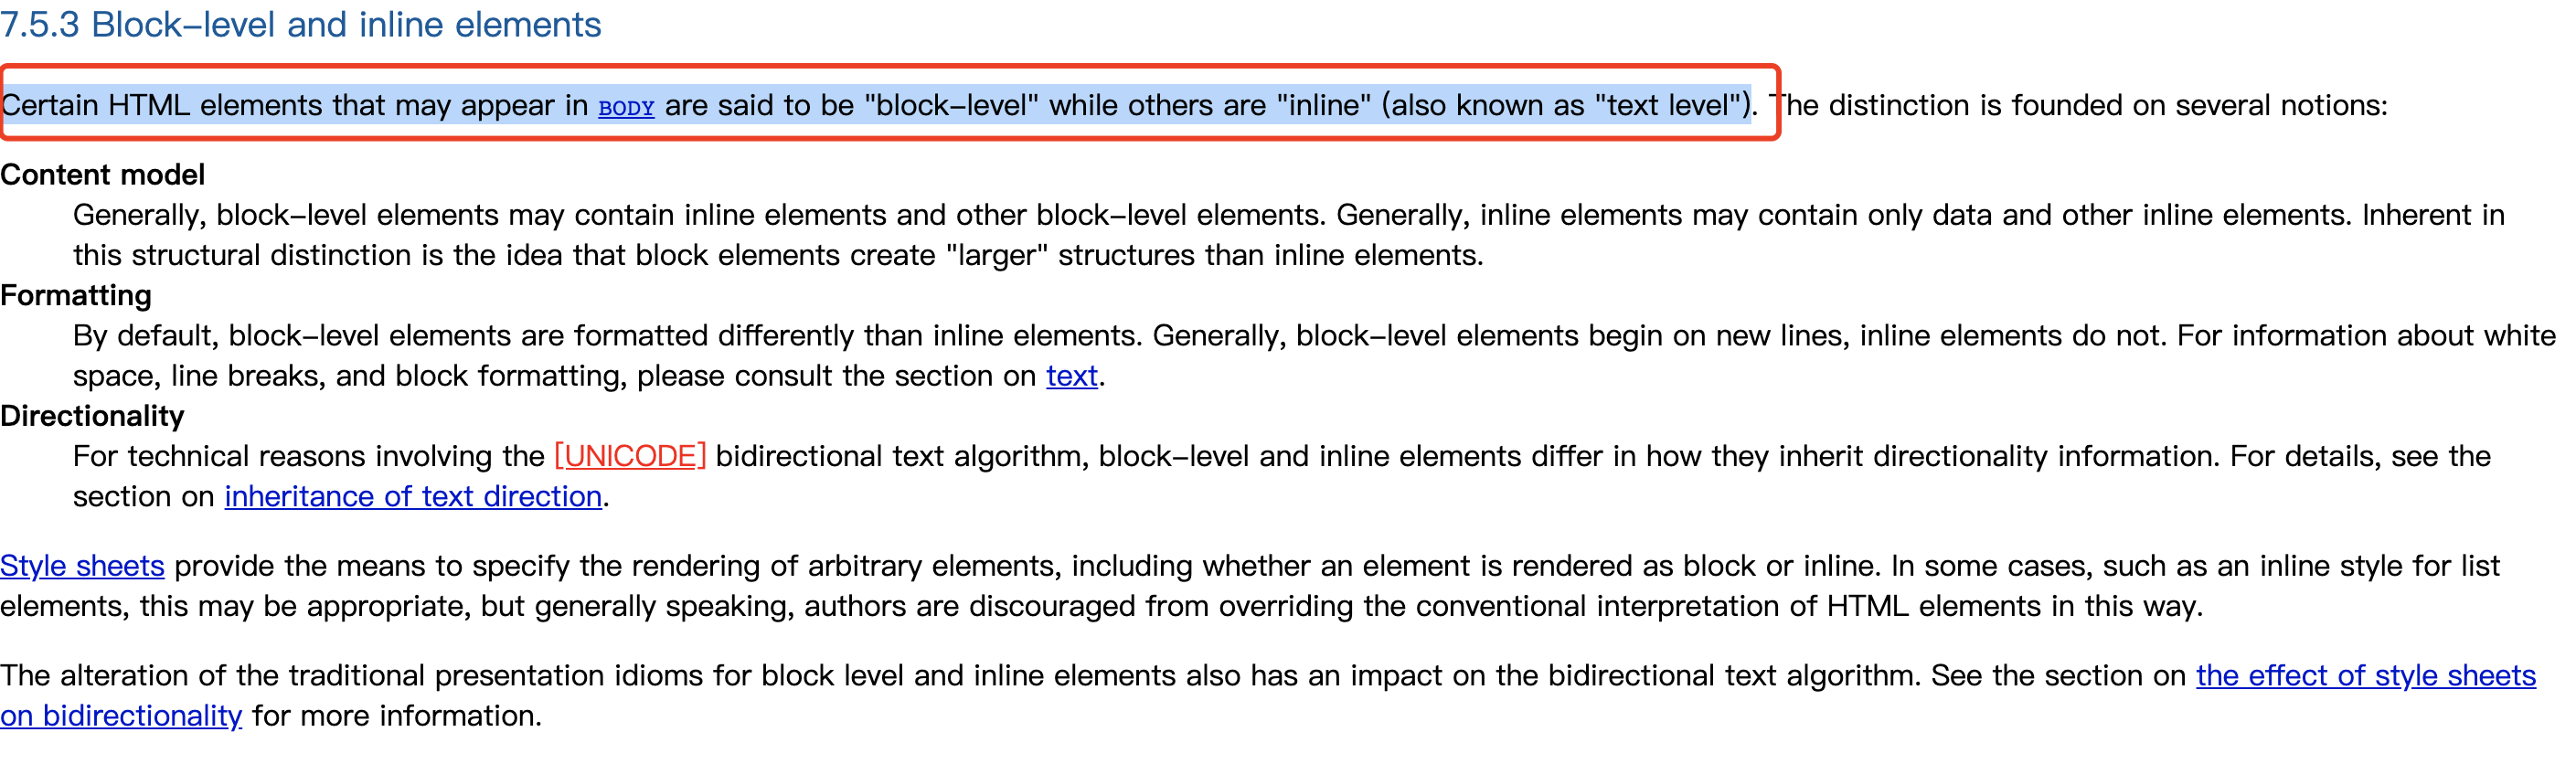 7.5.3 Block–level and inline elements
Certain HTML elements that may appear in BODY are said to be "block–level" while others are "inline" (also known as "text level"). The distinction is founded on several notions:
Content model
Generally, block–level elements may contain inline elements and other block–level elements. Generally, inline elements may contain only data and other inline elements. Inherent in
this structural distinction is the idea that block elements create "larger" structures than inline elements.
Formatting
By default, block–level elements are formatted differently than inline elements. Generally, block–level elements begin on new lines, inline elements do not. For information about white
space, line breaks, and block formatting, please consult the section on text.
Directionality
For technical reasons involving the [UNICODE] bidirectional text algorithm, block–level and inline elements differ in how they inherit directionality information. For details, see the
section on inheritance of text direction.
Style sheets provide the means to specify the rendering of arbitrary elements, including whether an element is rendered as block or inline. In some cases, such as an inline style for list
elements, this may be appropriate, but generally speaking, authors are discouraged from overriding the conventional interpretation of HTML elements in this way.
The alteration of the traditional presentation idioms for block level and inline elements also has an impact on the bidirectional text algorithm. See the section on the effect of style sheets
on bidirectionality for more information.